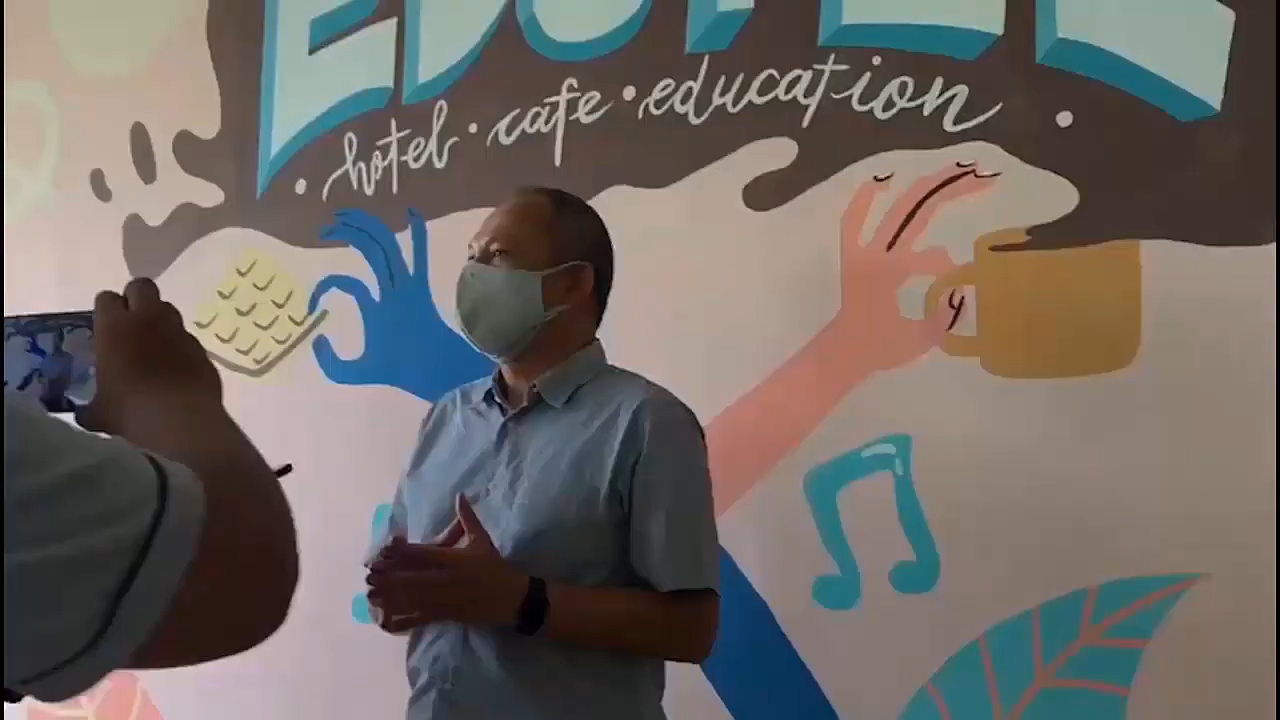 • hotel • cafe • education •